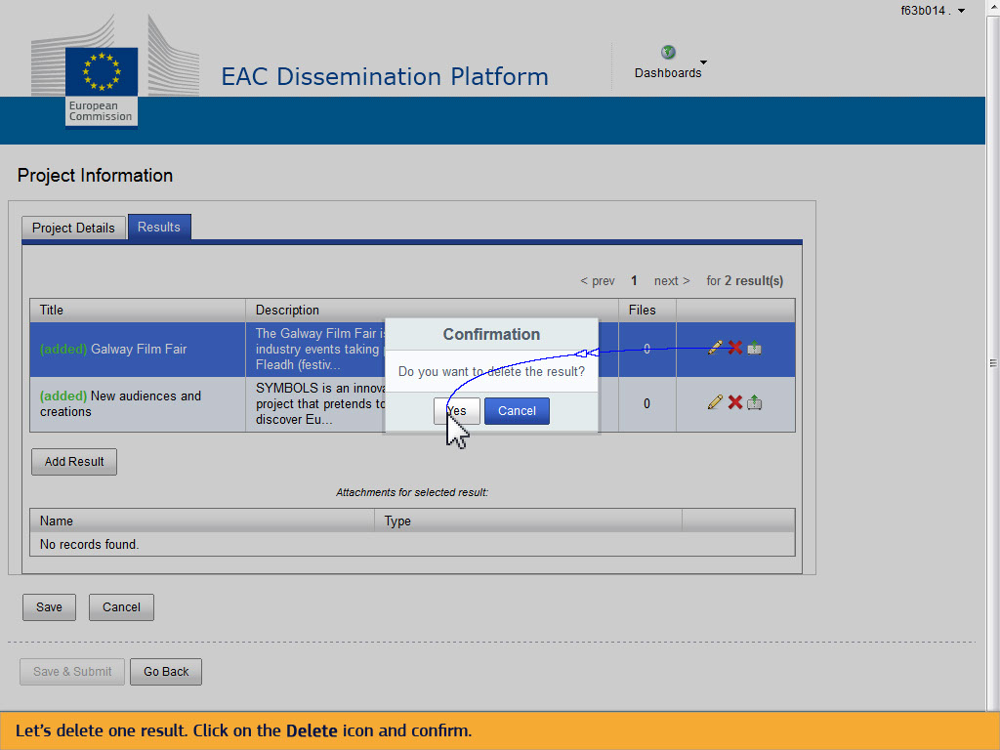 f63b014 .
EAC Dissemination Platform
Dashboards
European
Commission
Project Information
Project Details
Results
< prev 1 next > for 2 result(s)
Title Description Files
(added) Galway Film Fair
The Galway Film Fair is
industry events taking
Fleadh (festiv...
0
(added) New audiences and
creations
SYMBOLS is an innova
project that pretends to
discover Eu...
0
Confirmation
Do you want to delete the result?
Yes Cancel
Add Result
Attachments for selected result:
Name Type
No records found.
Save Cancel
Save & Submit Go Back
Let's delete one result. Click on the Delete icon and confirm.